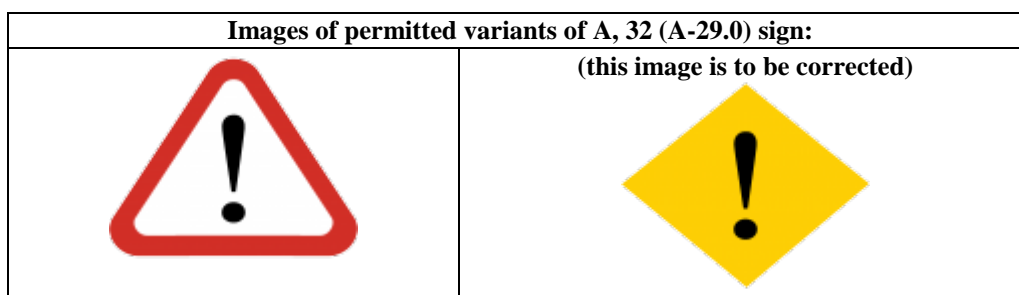 Images of permitted variants of A, 32 (A-29.0) sign:
(this image is to be corrected)
!
!